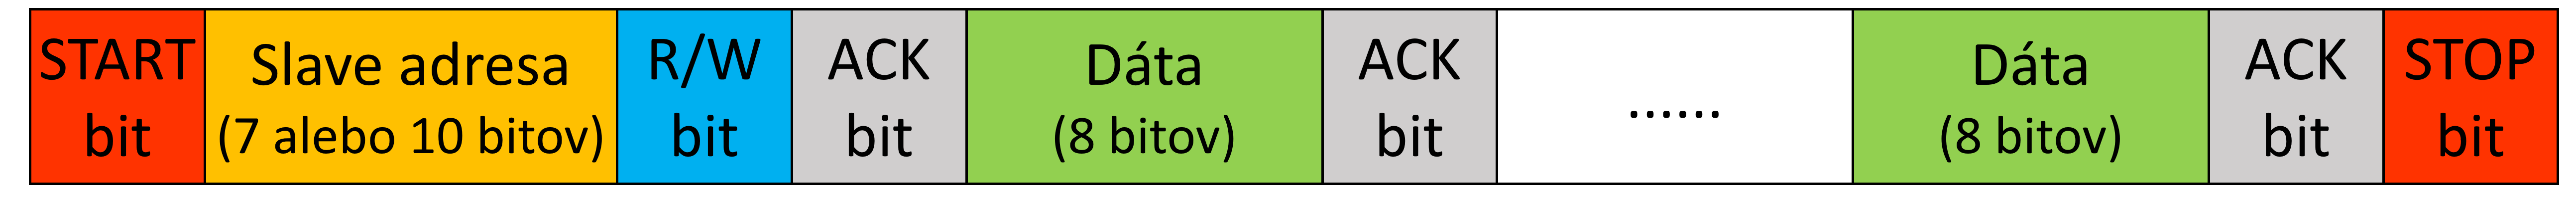 START
bit
Slave adresa
(7 alebo 10 bitov)
R/W
bit
ACK
bit
Dáta
(8 bitov)
ACK
bit
......
Dáta
(8 bitov)
ACK
bit
STOP
bit